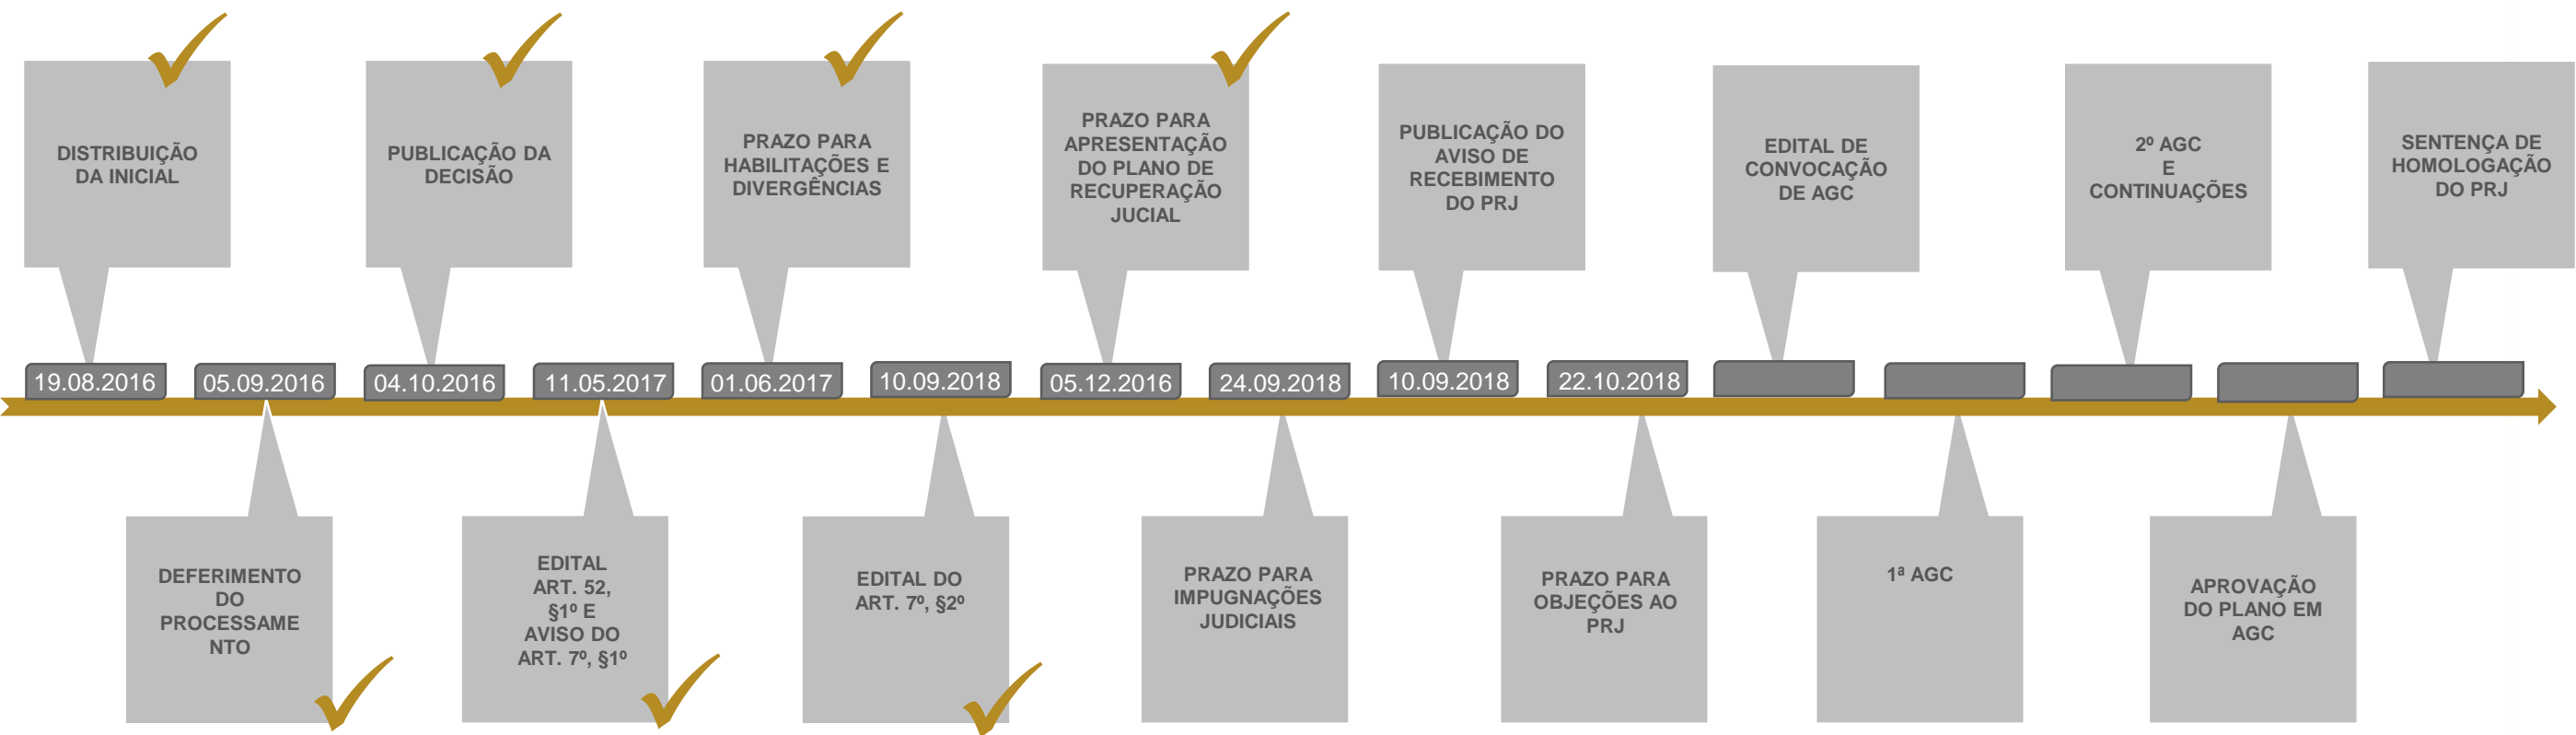 DISTRIBUIÇÃO
DA INICIAL
PUBLICAÇÃO DA
DECISÃO
PRAZO PARA
HABILITAÇÕES E
DIVERGÊNCIAS
PRAZO PARA
APRESENTAÇÃO
DO PLANO DE
RECUPERAÇÃO
JUCIAL
PUBLICAÇÃO DO
AVISO DE
RECEBIMENTO
DO PRJ
EDITAL DE
CONVOCAÇÃO
DE AGC
2º AGC
E
CONTINUAÇÕES
SENTENÇA DE
HOMOLOGAÇÃO
DO PRJ
19.08.2016
05.09.2016
04.10.2016
11.05.2017
01.06.2017
10.09.2018
05.12.2016
24.09.2018
10.09.2018
22.10.2018
DEFERIMENTO
DO
PROCESSAME
NTO
EDITAL
ART. 52,
§1º E
AVISO DO
ART. 7º, §1º
EDITAL DO
ART. 7º, §2º
PRAZO PARA
IMPUGNAÇÕES
JUDICIAIS
PRAZO PARA
OBJEÇÕES AO
PRJ
1ª AGC
APROVAÇÃO
DO PLANO EM
AGC